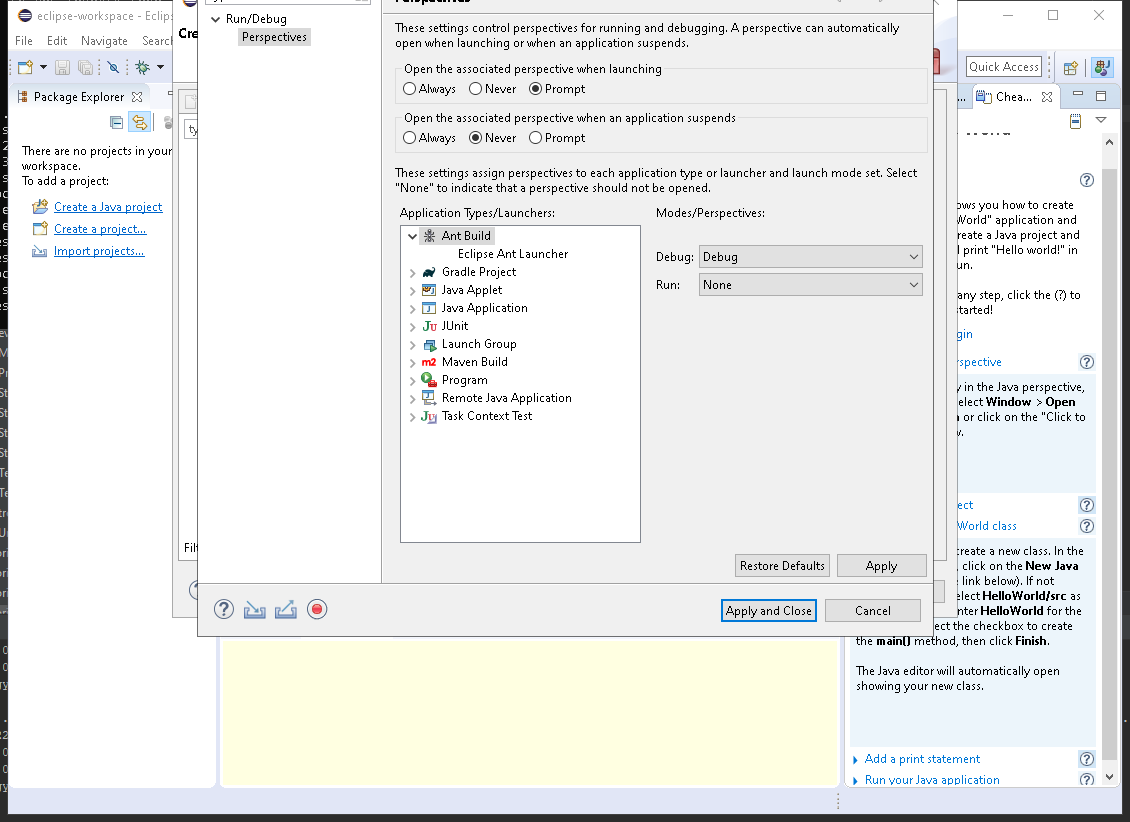 eclipse-workspace - Eclips
File Edit Navigate Search
Quick Access
Package Explorer
There are no projects in your
workspace.
To add a project:
Create a Java project
Create a project...
Import projects...
Cre
ty
Filt
Run/Debug
Perspectives
Perspectives
These settings control perspectives for running and debugging. A perspective can automatically
open when launching or when an application suspends.
Open the associated perspective when launching
Always Never Prompt
Open the associated perspective when an application suspends
Always Never Prompt
These settings assign perspectives to each application type or launcher and launch mode set. Select
"None" to indicate that a perspective should not be opened.
Application Types/Launchers:
Ant Build
Eclipse Ant Launcher
Gradle Project
Java Applet
Java Application
JUnit
Launch Group
Maven Build
Program
Remote Java Application
Task Context Test
Modes/Perspectives:
Debug: Debug
Run: None
Restore Defaults Apply
Apply and Close Cancel
... Chea...
ows you how to create
World" application and
reate a Java project and
print "Hello world!" in
un.
any step, click the (?) to
started!
gin
rspective
y in the Java perspective,
elect Window > Open
or click on the "Click to
w.
ect
World class
create a new class. In the
, click on the New Java
link below). If not
elect HelloWorld/src as
nter HelloWorld for the
ect the checkbox to create
the main() method, then click Finish.
The Java editor will automatically open
showing your new class.
Add a print statement
Run your Java application